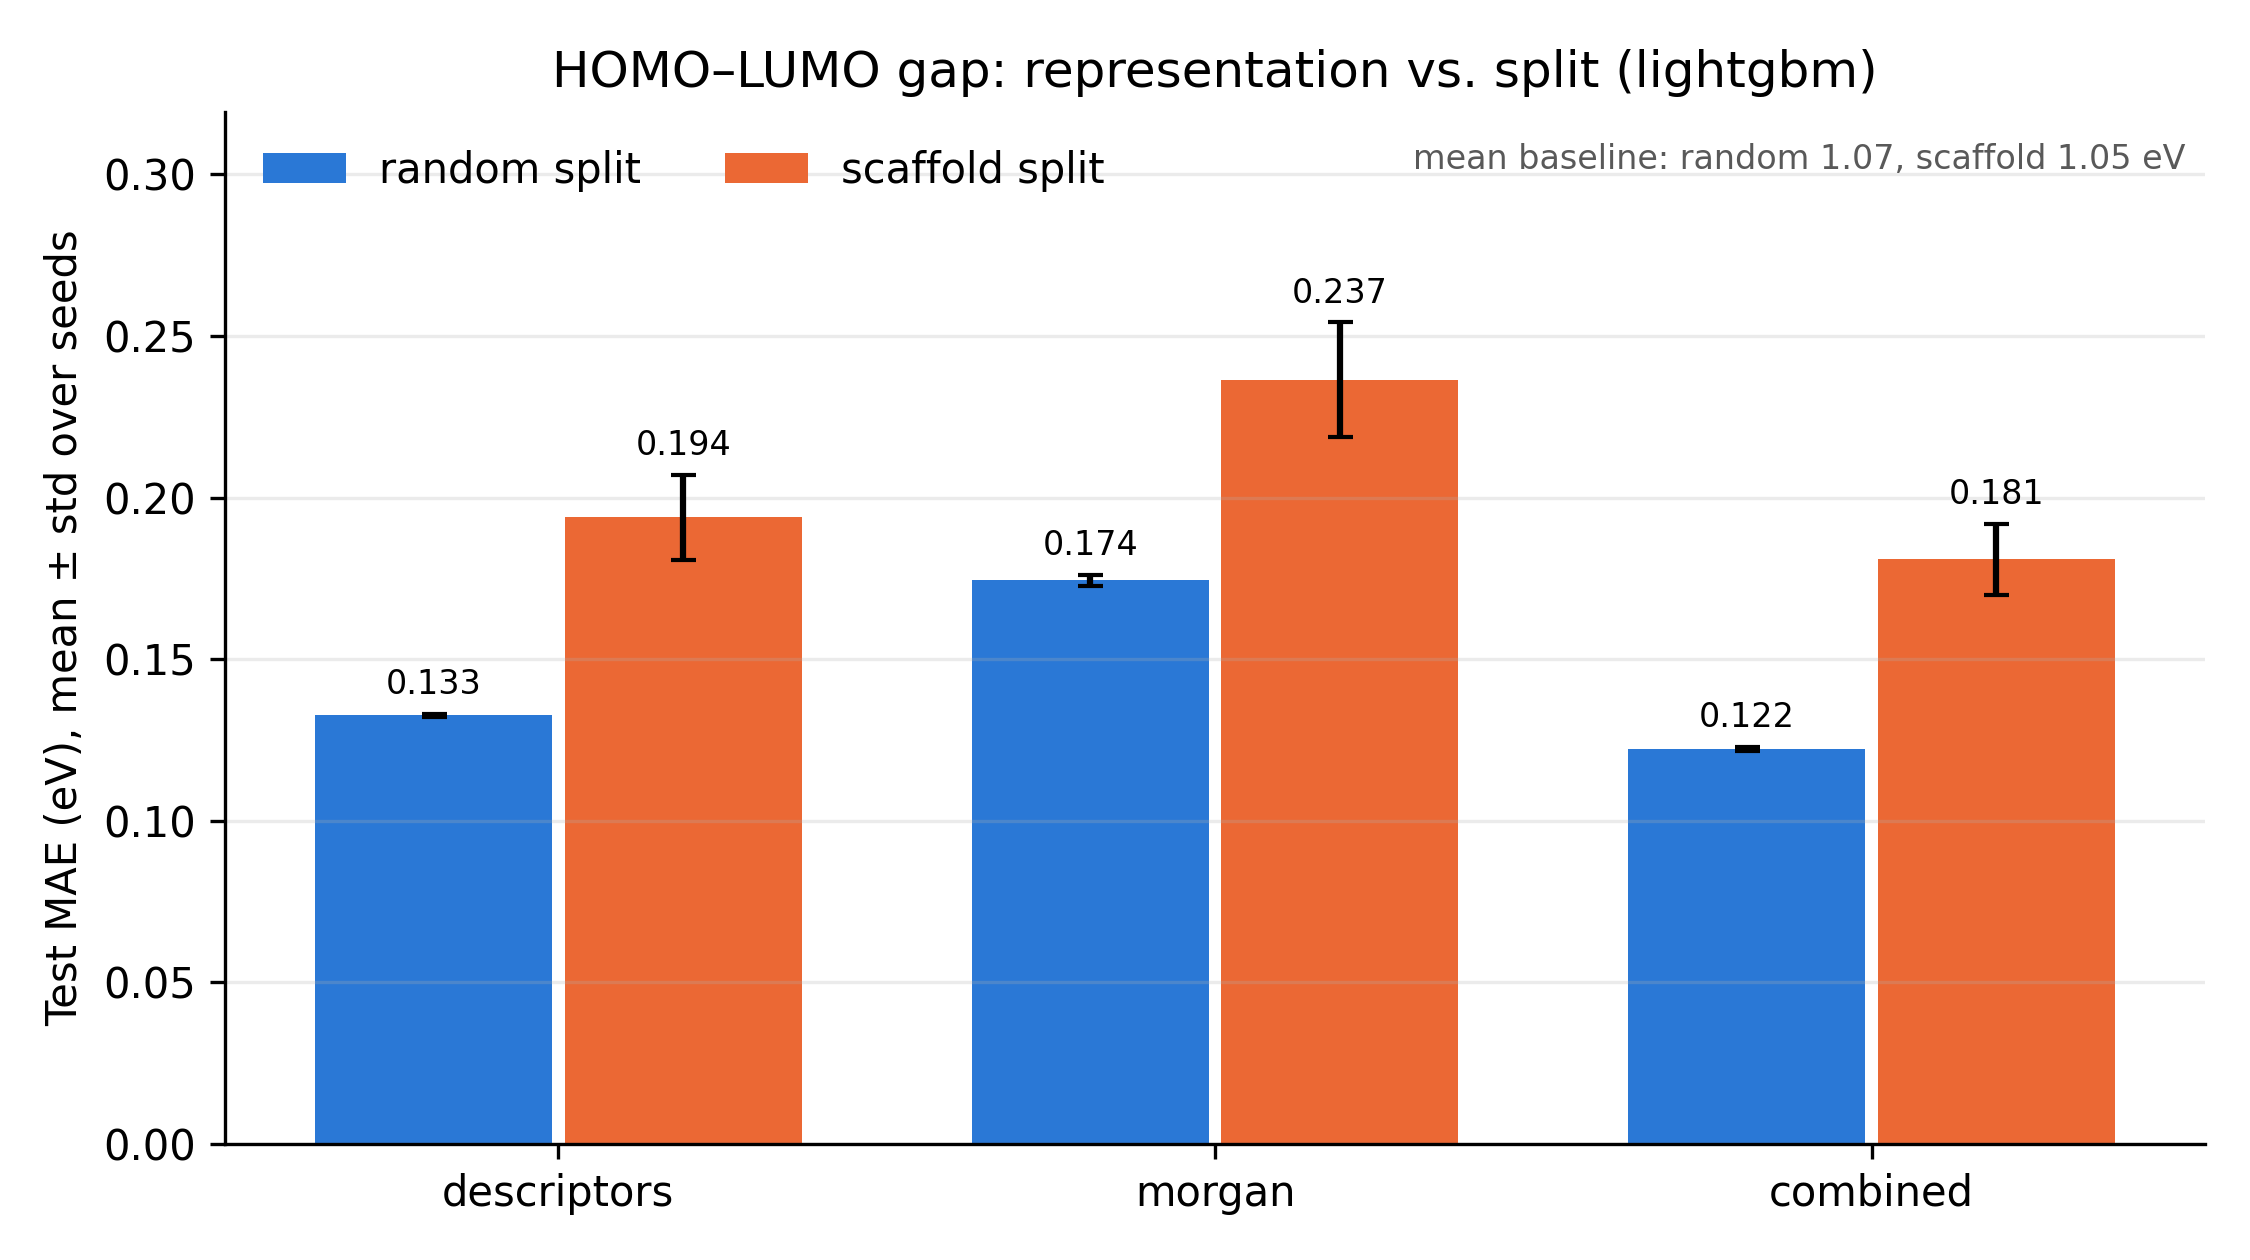 HOMO–LUMO gap: representation vs. split (lightgbm)
random split
scaffold split
mean baseline: random 1.07, scaffold 1.05 eV
Test MAE (eV), mean ± std over seeds
0.30
0.25
0.20
0.15
0.10
0.05
0.00
0.133
0.194
0.174
0.237
0.122
0.181
descriptors
morgan
combined